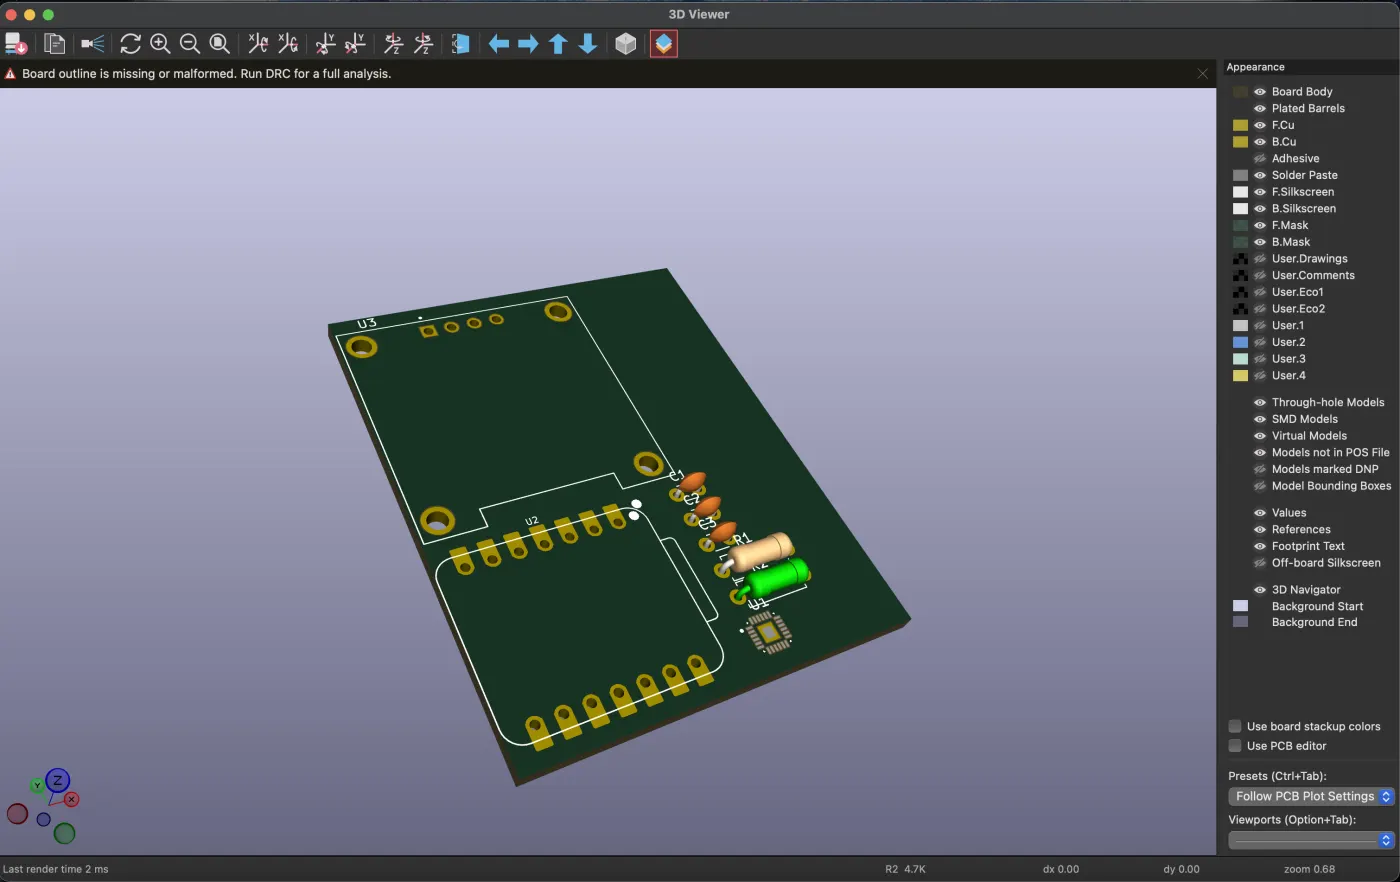 3D Viewer
Board outline is missing or malformed. Run DRC for a full analysis.
Appearance
Board Body
Plated Barrels
F.Cu
B.Cu
Adhesive
Solder Paste
F.Silkscreen
B.Silkscreen
F.Mask
B.Mask
User.Drawings
User.Comments
User.Eco1
User.Eco2
User.1
User.2
User.3
User.4
Through-hole Models
SMD Models
Virtual Models
Models not in POS File
Models marked DNP
Model Bounding Boxes
Values
References
Footprint Text
Off-board Silkscreen
3D Navigator
Background Start
Background End
Use board stackup colors
Use PCB editor
Presets (Ctrl+Tab):
Follow PCB Plot Settings
Viewports (Option+Tab):
U3
C1
C2
U2
C3
R1
R2
U1
Z
Y
X
Last render time 2 ms
R2 4.7K
dx 0.00
dy 0.00
zoom 0.68